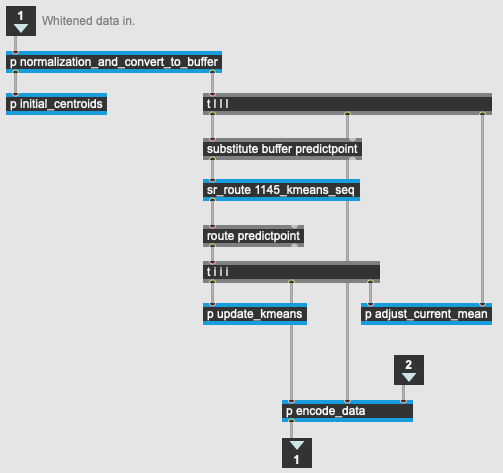 1
Whitened data in.
p normalization_and_convert_to_buffer
p initial_centroids
t l l l
substitute buffer predictpoint
sr_route 1145_kmeans_seq
route predictpoint
t i i i
p update_kmeans
p adjust_current_mean
2
p encode_data
1